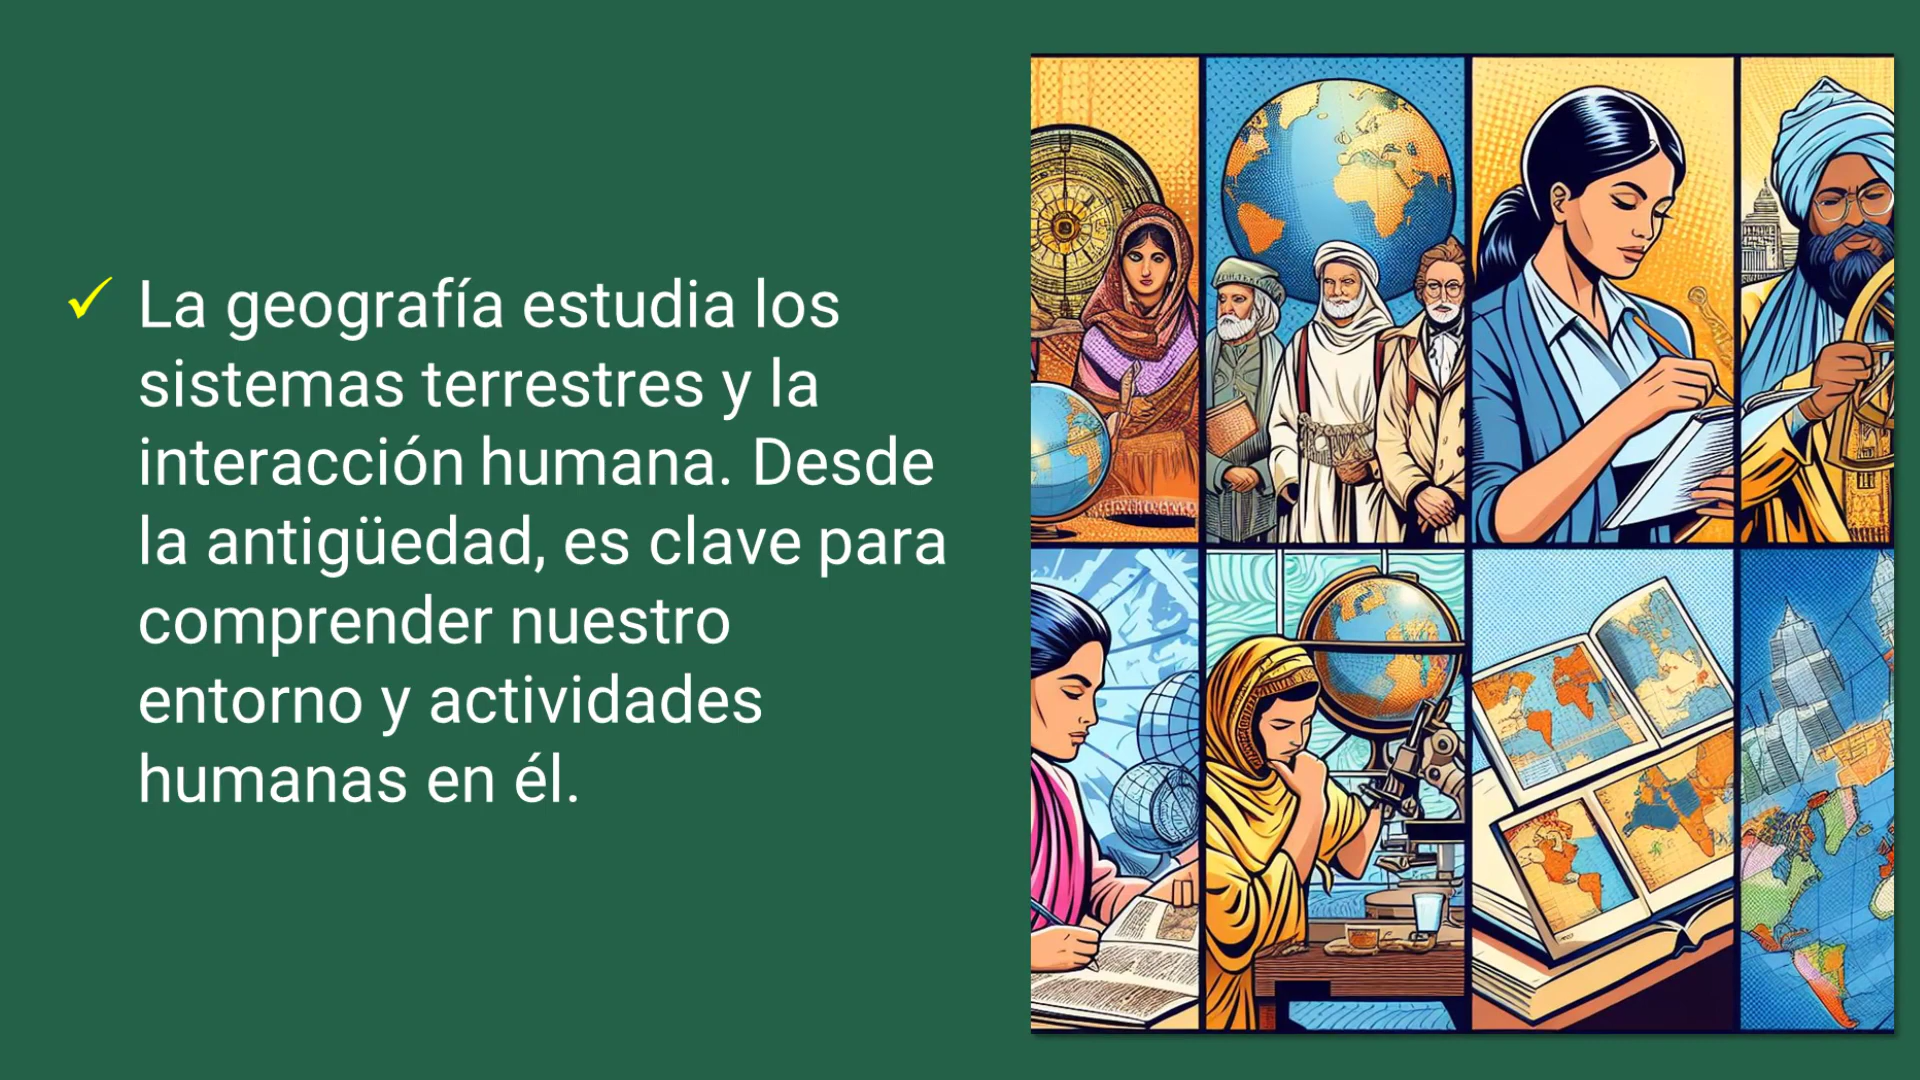 La geografía estudia los
sistemas terrestres y la
interacción humana. Desde
la antigüedad, es clave para
comprender nuestro
entorno y actividades
humanas en él.